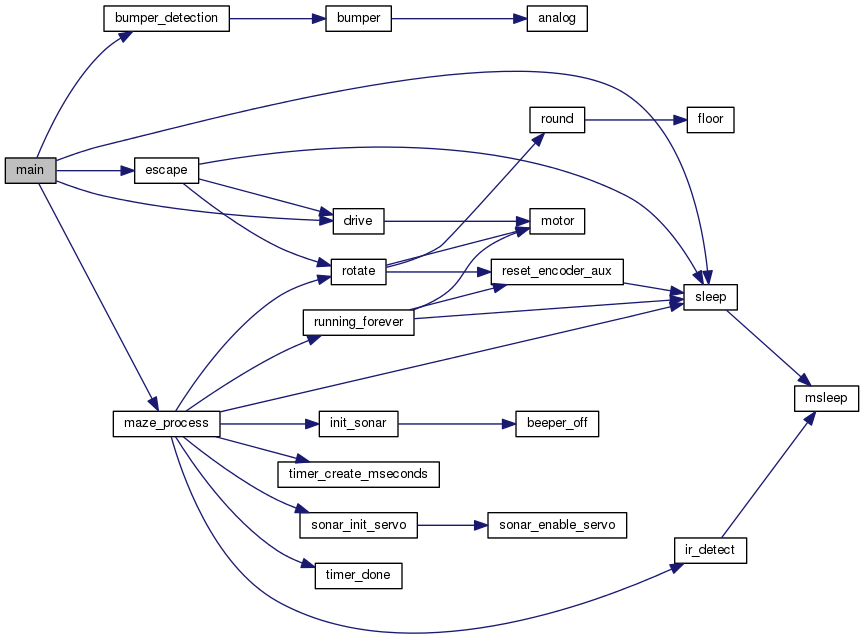 bumper_detection
bumper
analog
round
floor
main
escape
drive
motor
rotate
reset_encoder_aux
sleep
running_forever
msleep
maze_process
init_sonar
beeper_off
timer_create_mseconds
sonar_init_servo
sonar_enable_servo
ir_detect
timer_done